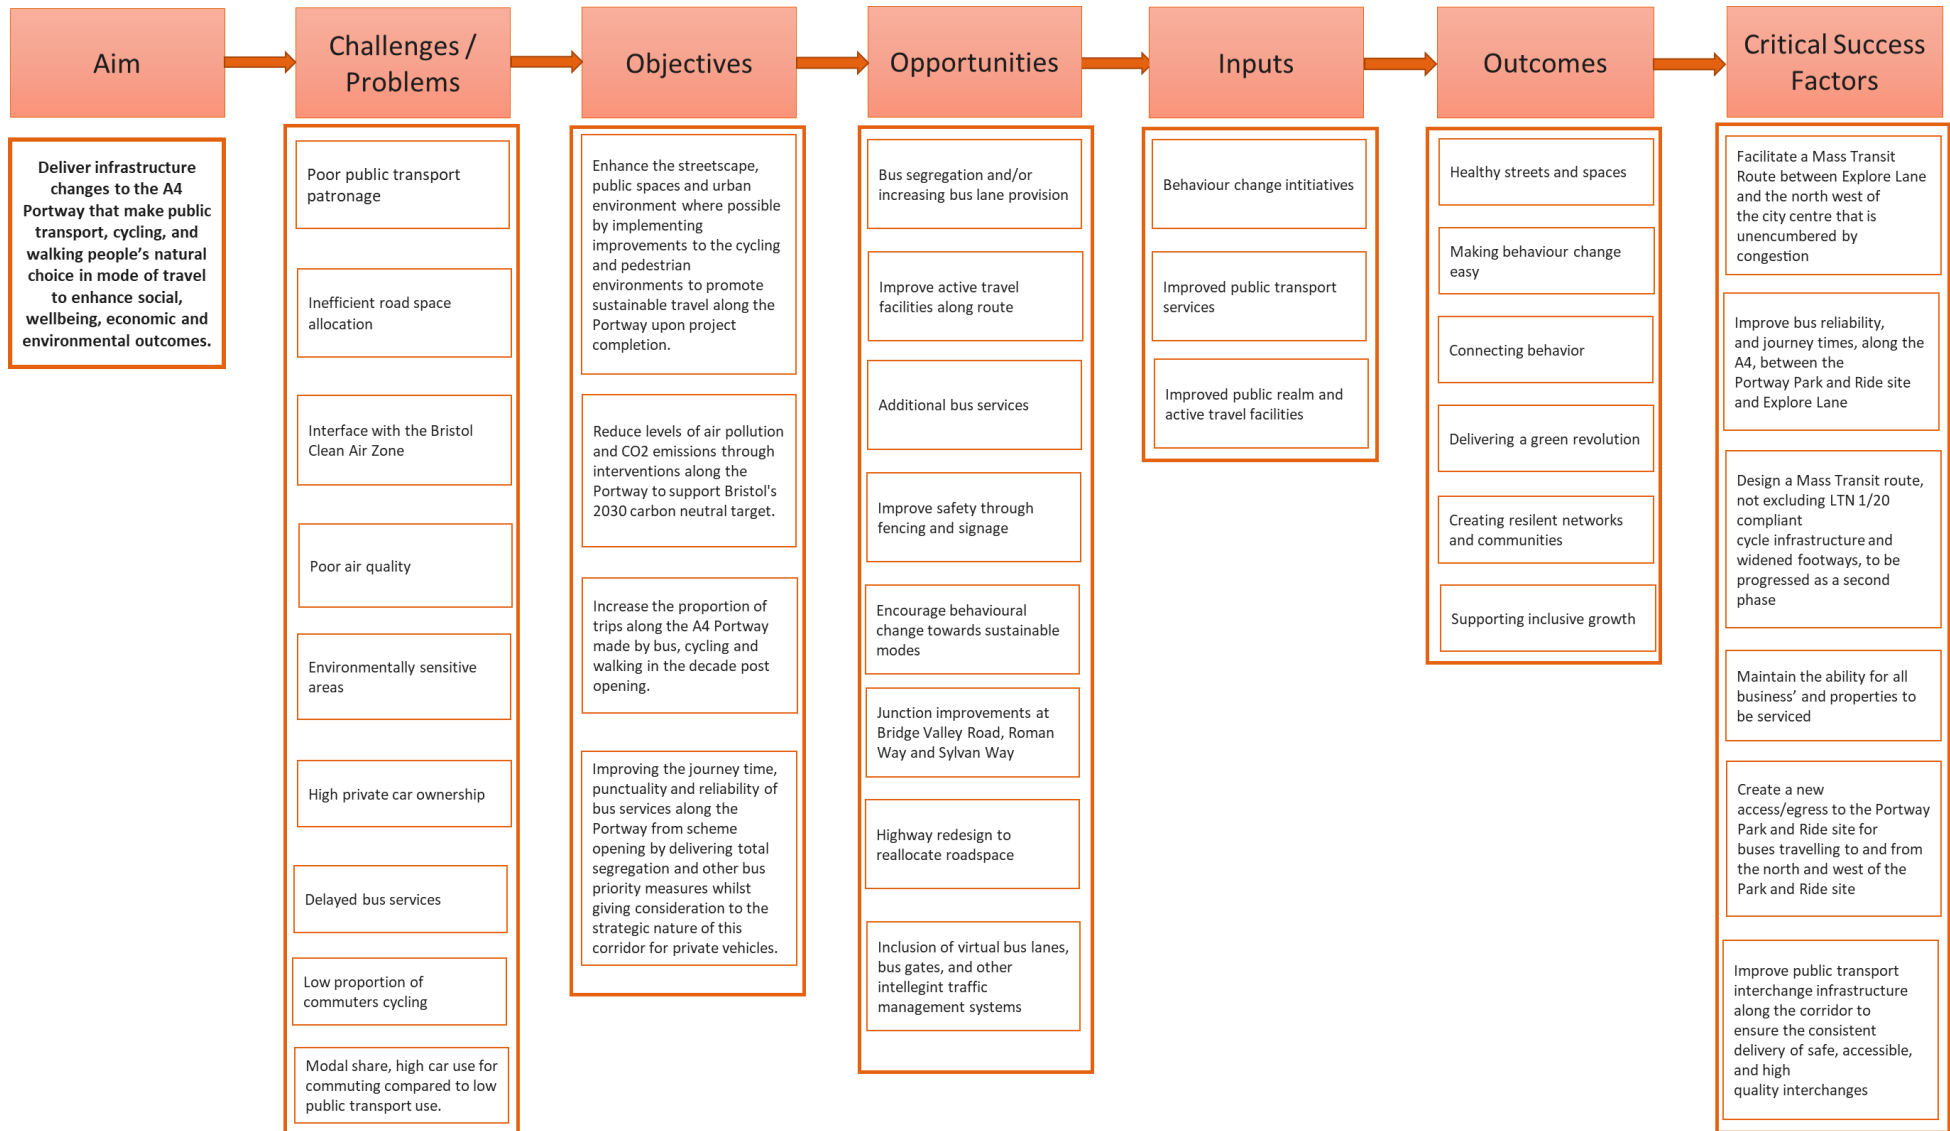 Aim
Challenges /
Problems
Objectives
Opportunities
Inputs
Outcomes
Critical Success
Factors
Deliver infrastructure
changes to the A4
Portway that make public
transport, cycling, and
walking people’s natural
choice in mode of travel
to enhance social,
wellbeing, economic and
environmental outcomes.
Poor public transport
patronage
Inefficient road space
allocation
Interface with the Bristol
Clean Air Zone
Poor air quality
Environmentally sensitive
areas
High private car ownership
Delayed bus services
Low proportion of
commuters cycling
Modal share, high car use for
commuting compared to low
public transport use.
Enhance the streetscape,
public spaces and urban
environment where possible
by implementing
improvements to the cycling
and pedestrian
environments to promote
sustainable travel along the
Portway upon project
completion.
Reduce levels of air pollution
and CO2 emissions through
interventions along the
Portway to support Bristol's
2030 carbon neutral target.
Increase the proportion of
trips along the A4 Portway
made by bus, cycling and
walking in the decade post
opening.
Improving the journey time,
punctuality and reliability of
bus services along the
Portway from scheme
opening by delivering total
segregation and other bus
priority measures whilst
giving consideration to the
strategic nature of this
corridor for private vehicles.
Bus segregation and/or
increasing bus lane provision
Improve active travel
facilities along route
Additional bus services
Improve safety through
fencing and signage
Encourage behavioural
change towards sustainable
modes
Junction improvements at
Bridge Valley Road, Roman
Way and Sylvan Way
Highway redesign to
reallocate roadspace
Inclusion of virtual bus lanes,
bus gates, and other
intellegint traffic
management systems
Behaviour change intitiatives
Improved public transport
services
Improved public realm and
active travel facilities
Healthy streets and spaces
Making behaviour change
easy
Connecting behavior
Delivering a green revolution
Creating resilent networks
and communities
Supporting inclusive growth
Facilitate a Mass Transit
Route between Explore Lane
and the north west of
the city centre that is
unencumbered by
congestion
Improve bus reliability,
and journey times, along the
A4, between the
Portway Park and Ride site
and Explore Lane
Design a Mass Transit route,
not excluding LTN 1/20
compliant
cycle infrastructure and
widened footways, to be
progressed as a second
phase
Maintain the ability for all
business’ and properties to
be serviced
Create a new
access/egress to the Portway
Park and Ride site for
buses travelling to and from
the north and west of the
Park and Ride site
Improve public transport
interchange infrastructure
along the corridor to
ensure the consistent
delivery of safe, accessible,
and high
quality interchanges